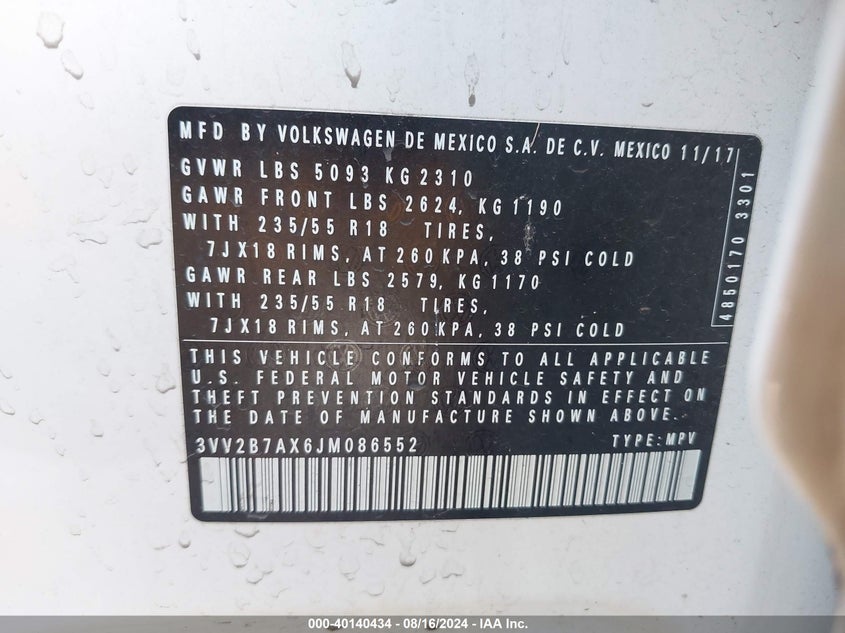 MFD BY VOLKSWAGEN DE MEXICO S.A. DE C.V. MEXICO 11/17
GVWR LBS 5093 KG 2310
GAWR FRONT LBS 2624, KG 1190
WITH 235/55 R18 TIRES,
7JX18 RIMS, AT 260 KPA, 38 PSI COLD
GAWR REAR LBS 2579, KG 1170
WITH 235/55 R18 TIRES,
7JX18 RIMS, AT 260 KPA, 38 PSI COLD
4850170 3301
THIS VEHICLE CONFORMS TO ALL APPLICABLE
U.S. FEDERAL MOTOR VEHICLE SAFETY AND
THEFT PREVENTION STANDARDS IN EFFECT ON
THE DATE OF MANUFACTURE SHOWN ABOVE.
3VV2B7AX6JM086552 TYPE: MPV
000-40140434 - 08/16/2024 - IAA Inc.